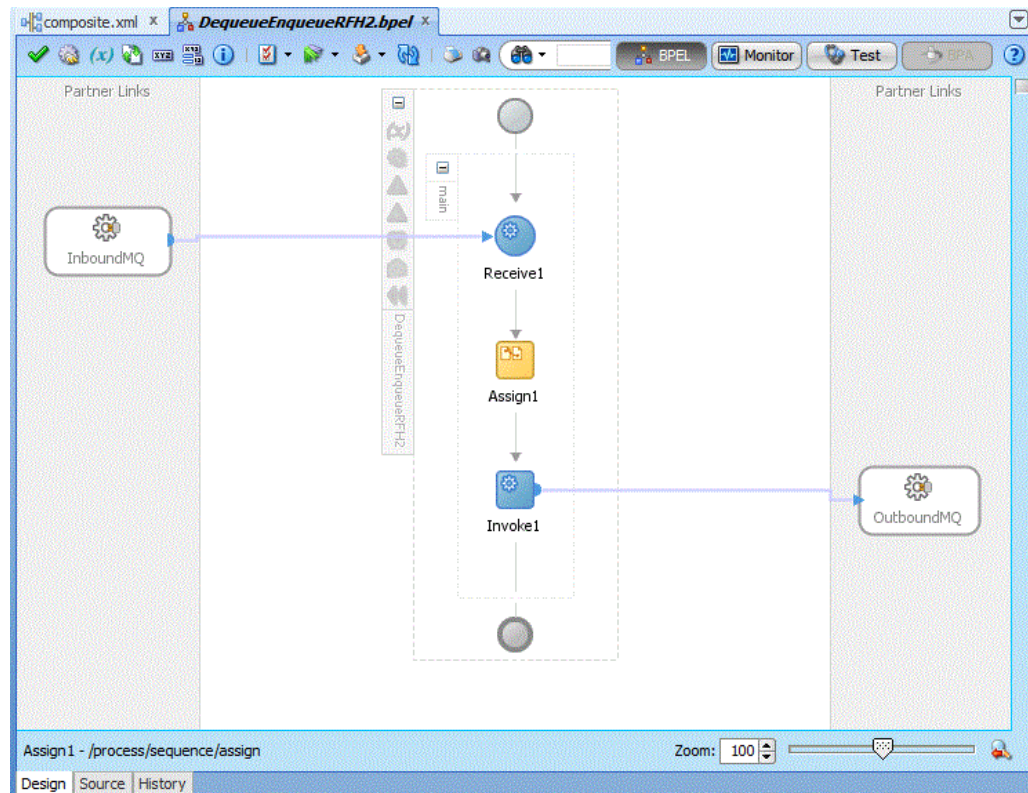 composite.xml x DequeueEnqueueRFH2.bpel x
(x) XYZ BPEL Monitor Test BPA
Partner Links
Partner Links
(x)
main
InboundMQ
Receive1
DequeueEnqueueRFH2
Assign1
Invoke1
OutboundMQ
Assign1 - /process/sequence/assign Zoom: 100
Design Source History